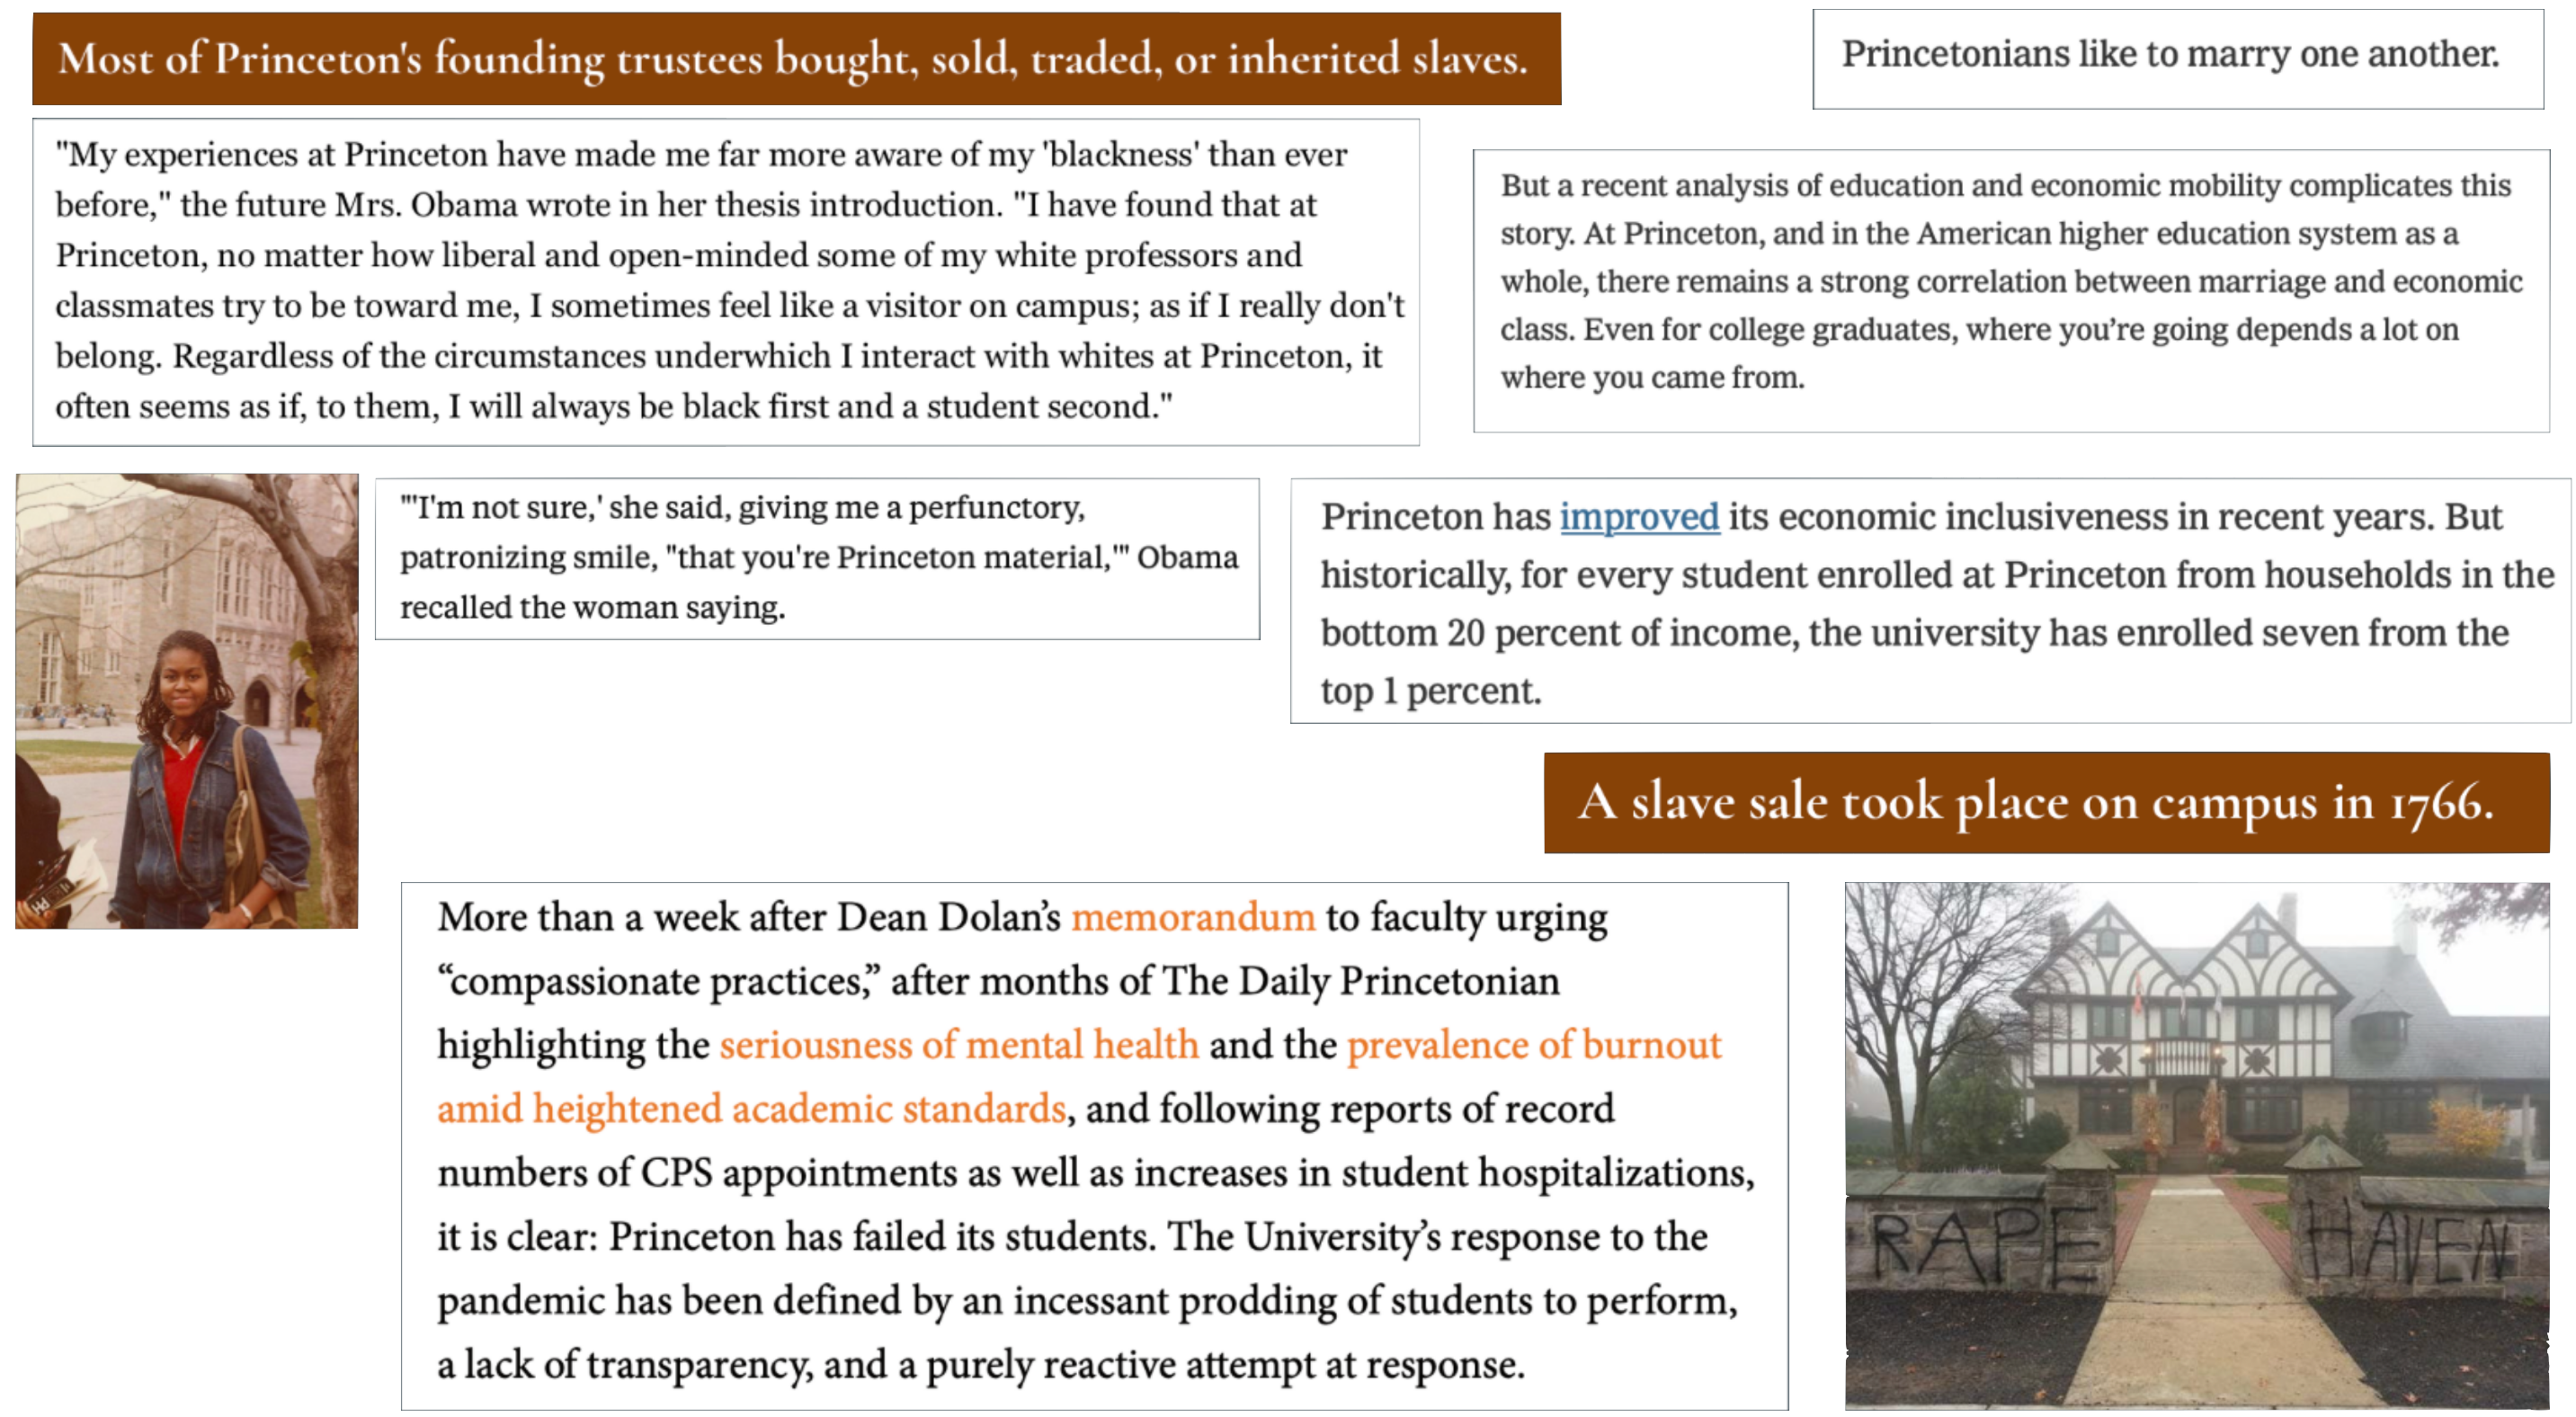 Most of Princeton's founding trustees bought, sold, traded, or inherited slaves.
Princetonians like to marry one another.
"My experiences at Princeton have made me far more aware of my 'blackness' than ever
before," the future Mrs. Obama wrote in her thesis introduction. "I have found that at
Princeton, no matter how liberal and open-minded some of my white professors and
classmates try to be toward me, I sometimes feel like a visitor on campus; as if I really don't
belong. Regardless of the circumstances underwhich I interact with whites at Princeton, it
often seems as if, to them, I will always be black first and a student second."
But a recent analysis of education and economic mobility complicates this
story. At Princeton, and in the American higher education system as a
whole, there remains a strong correlation between marriage and economic
class. Even for college graduates, where you’re going depends a lot on
where you came from.
"'I'm not sure,' she said, giving me a perfunctory,
patronizing smile, "that you're Princeton material,'" Obama
recalled the woman saying.
Princeton has improved its economic inclusiveness in recent years. But
historically, for every student enrolled at Princeton from households in the
bottom 20 percent of income, the university has enrolled seven from the
top 1 percent.
A slave sale took place on campus in 1766.
More than a week after Dean Dolan’s memorandum to faculty urging
“compassionate practices,” after months of The Daily Princetonian
highlighting the seriousness of mental health and the prevalence of burnout
amid heightened academic standards, and following reports of record
numbers of CPS appointments as well as increases in student hospitalizations,
it is clear: Princeton has failed its students. The University’s response to the
pandemic has been defined by an incessant prodding of students to perform,
a lack of transparency, and a purely reactive attempt at response.
RAPE HAVEN